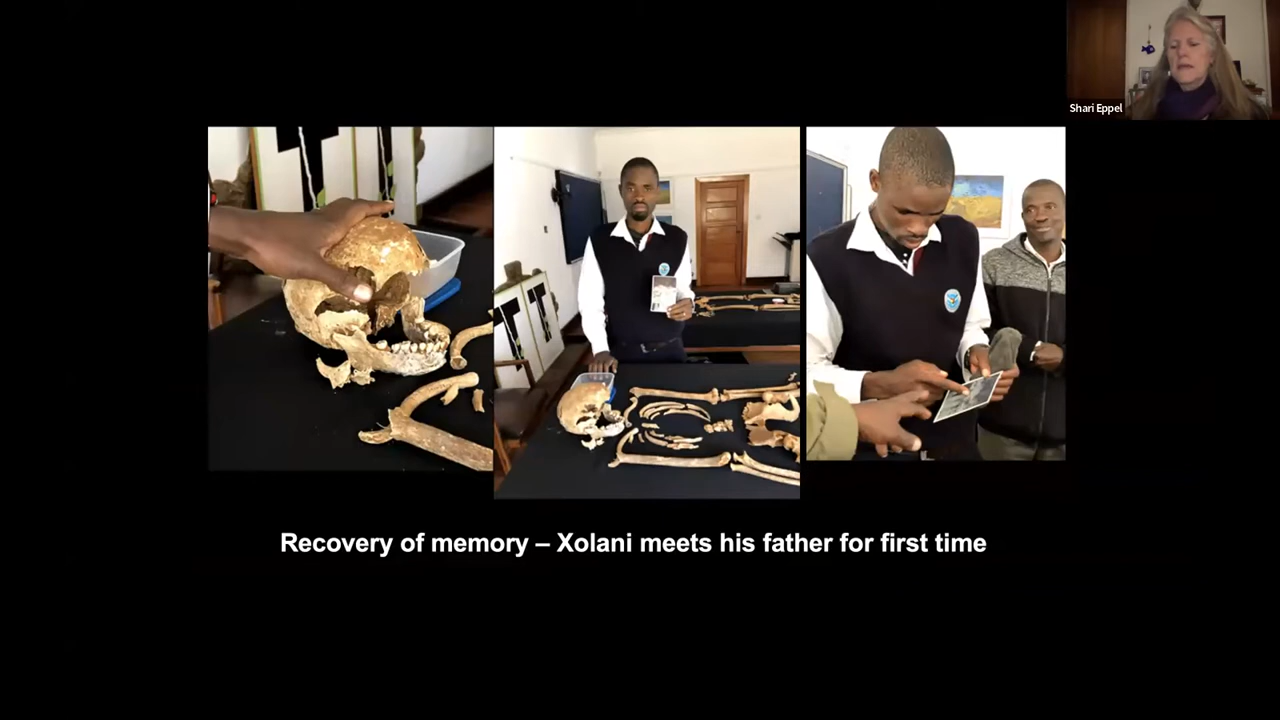 Shari Eppel
Recovery of memory – Xolani meets his father for first time